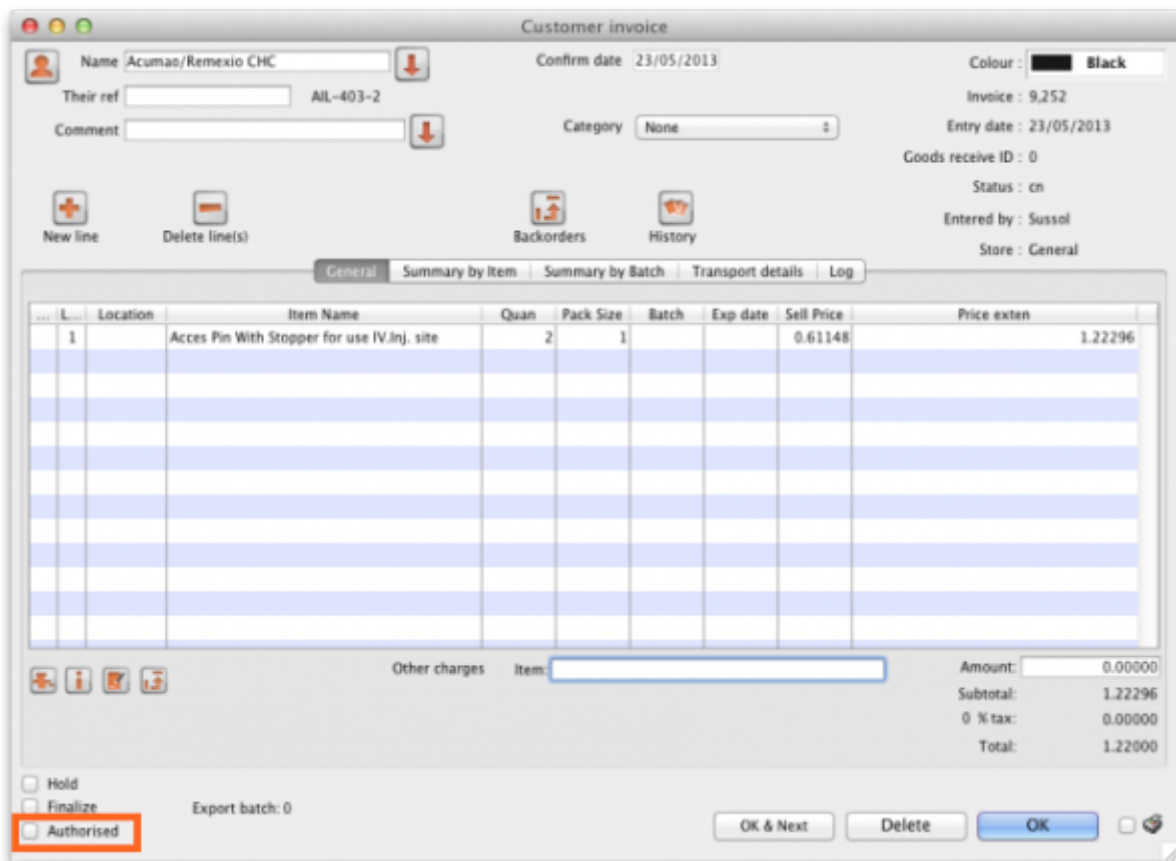 Customer invoice
Name Acumao/Remexio CHC Confirm date 23/05/2013 Colour : Black
Their ref AIL-403-2 Invoice : 9,252
Comment Category None Entry date : 23/05/2013
Goods receive ID : 0
Status : cn
New line Delete line(s) Backorders History Entered by : Sussol
Store : General
General Summary by Item Summary by Batch Transport details Log
... L... Location Item Name Quan Pack Size Batch Exp date Sell Price Price exten
1 Acces Pin With Stopper for use IV.Inj. site 2 1 0.61148 1.22296
Other charges Item: Amount: 0.00000
Subtotal: 1.22296
0 % tax: 0.00000
Total: 1.22000
Hold
Finalize Export batch: 0
Authorised OK & Next Delete OK